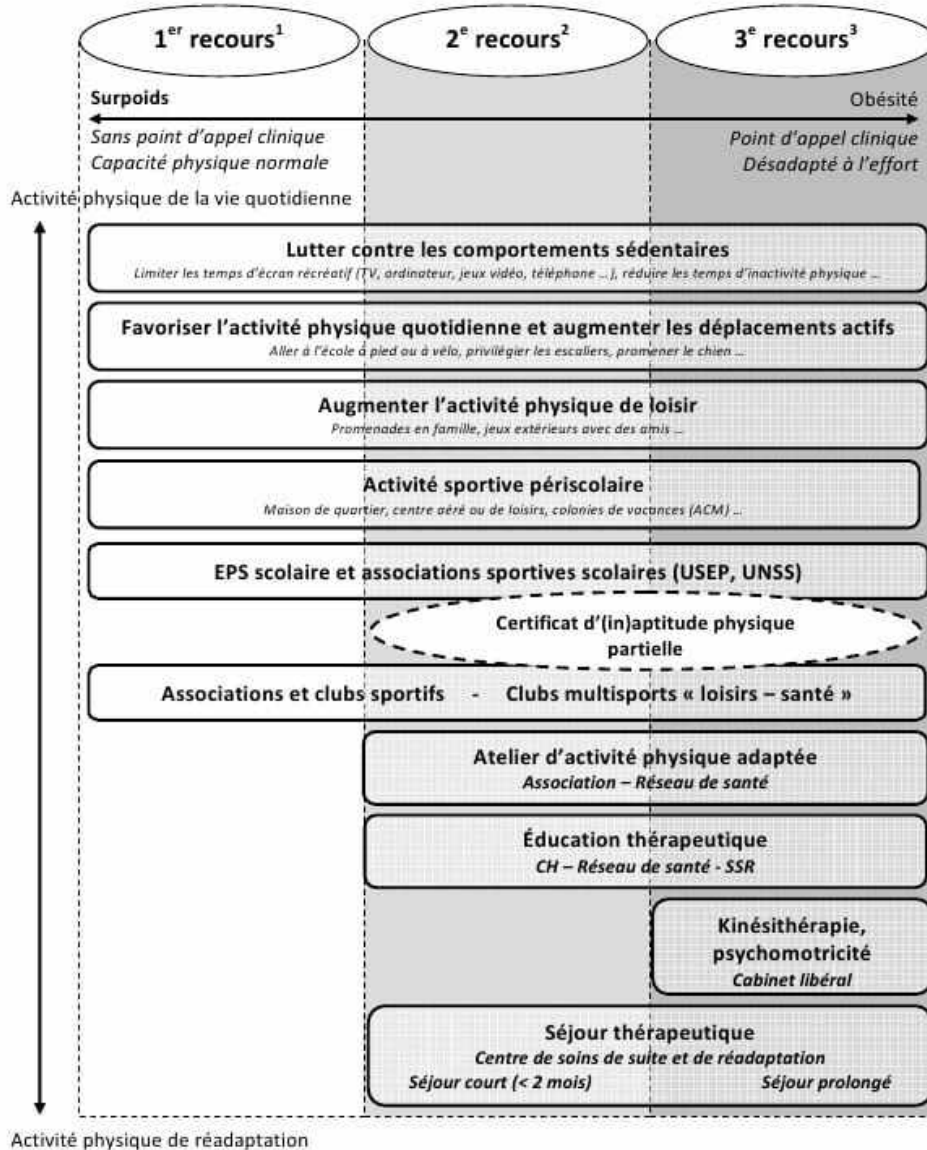 1er recours1 2e recours2 3e recours3
Surpoids Obésité
Sans point d'appel clinique Point d'appel clinique
Capacité physique normale Désadapté à l'effort
Activité physique de la vie quotidienne
Lutter contre les comportements sédentaires
Limiter les temps d'écran récréatif (TV, ordinateur, jeux vidéo, téléphone ...), réduire les temps d'inactivité physique ...
Favoriser l'activité physique quotidienne et augmenter les déplacements actifs
Aller à l'école à pied ou à vélo, privilégier les escaliers, promener le chien ...
Augmenter l'activité physique de loisir
Promenades en famille, jeux extérieurs avec des amis ...
Activité sportive périscolaire
Maison de quartier, centre aéré ou de loisirs, colonies de vacances (ACM) ...
EPS scolaire et associations sportives scolaires (USEP, UNSS)
Certificat d'(in)aptitude physique
partielle
Associations et clubs sportifs - Clubs multisports « loisirs – santé »
Atelier d'activité physique adaptée
Association – Réseau de santé
Éducation thérapeutique
CH – Réseau de santé - SSR
Kinésithérapie,
psychomotricité
Cabinet libéral
Séjour thérapeutique
Centre de soins de suite et de réadaptation
Séjour court (< 2 mois) Séjour prolongé
Activité physique de réadaptation